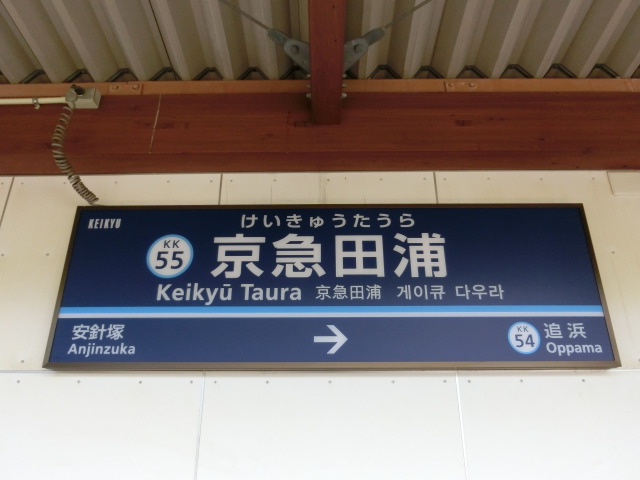 KEIKYU
けいきゅうたうら
KK
55
京急田浦
Keikyū Taura 京急田浦 게이큐 다우라
安針塚
Anjinzuka
→
KK
54
追浜
Oppama